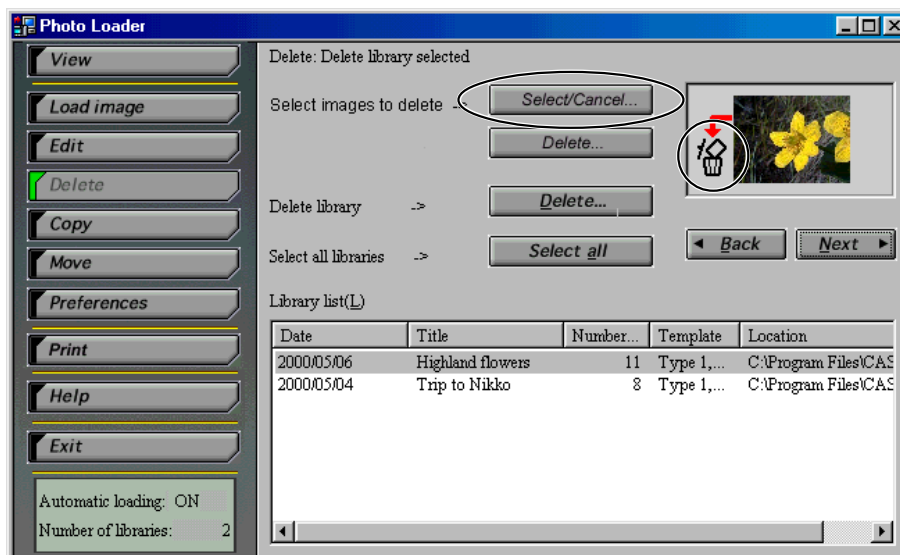 Photo Loader
View
Load image
Edit
Delete
Copy
Move
Preferences
Print
Help
Exit
Automatic loading: ON
Number of libraries: 2
Delete: Delete library selected
Select images to delete -> Select/Cancel...
Delete...
Delete library -> Delete...
Select all libraries -> Select all
Back Next
Library list(L)
Date Title Number... Template Location
2000/05/06 Highland flowers 11 Type 1,... C:\Program Files\CAS
2000/05/04 Trip to Nikko 8 Type 1,... C:\Program Files\CAS